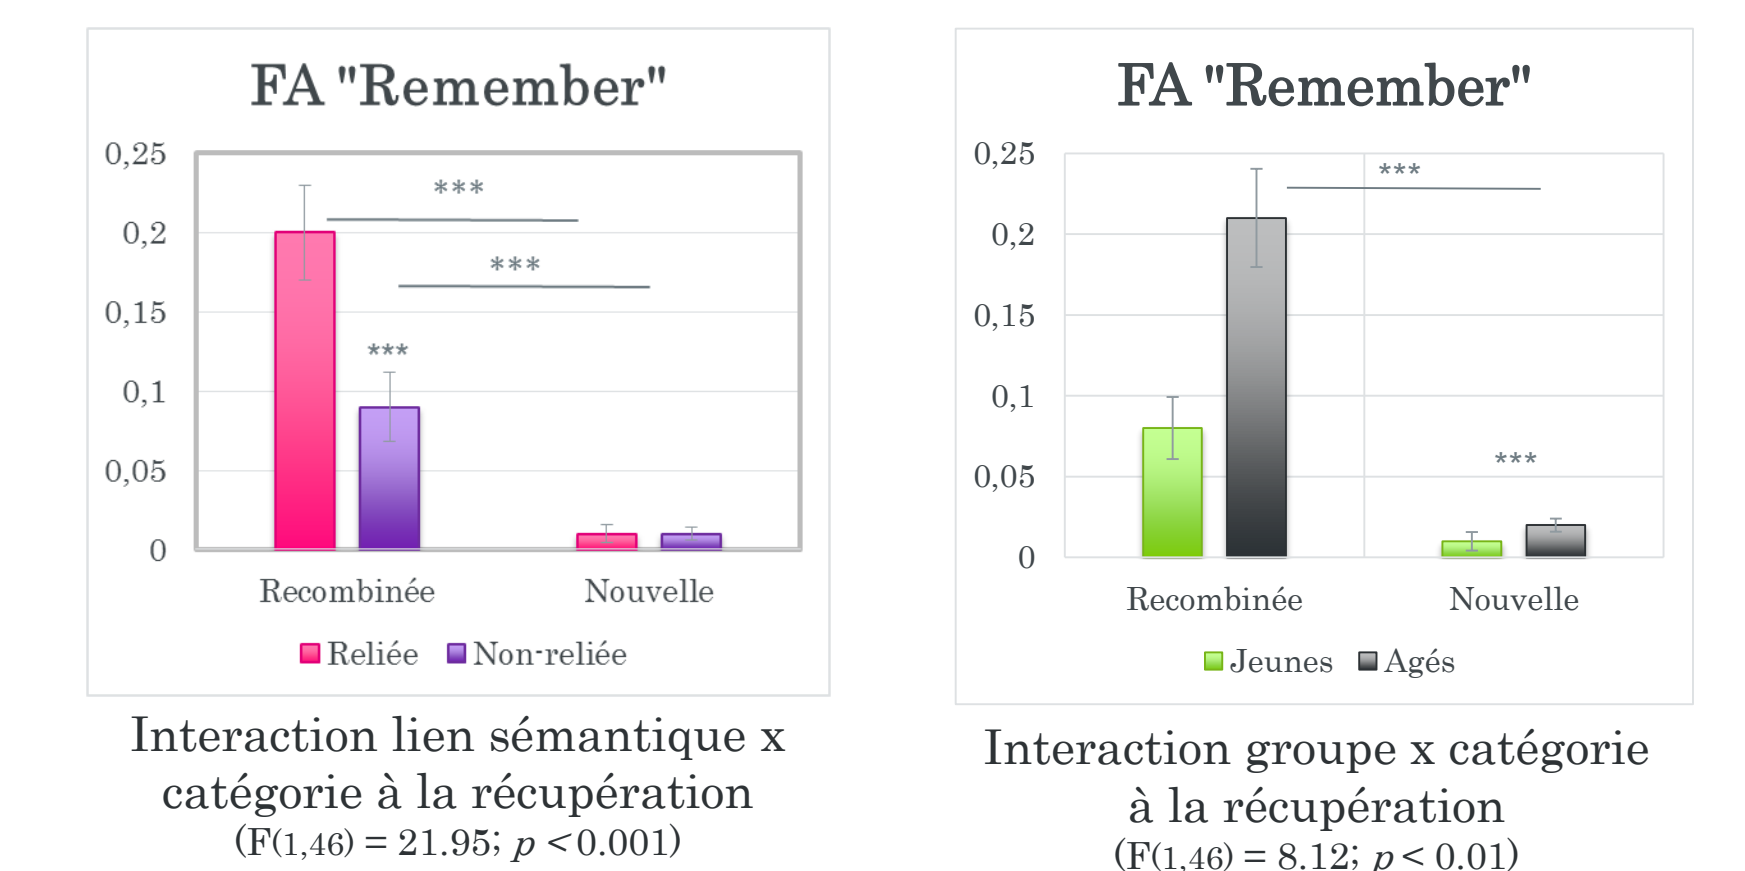 FA "Remember"
0,25
***
0,2
***
0,15
***
0,1
0,05
0
Recombinée Nouvelle
Reliée Non-reliée
Interaction lien sémantique x
catégorie à la récupération
(F(1,46) = 21.95; p < 0.001)
FA "Remember"
0,25
***
0,2
0,15
0,1
***
0,05
0
Recombinée Nouvelle
Jeunes Agés
Interaction groupe x catégorie
à la récupération
(F(1,46) = 8.12; p < 0.01)